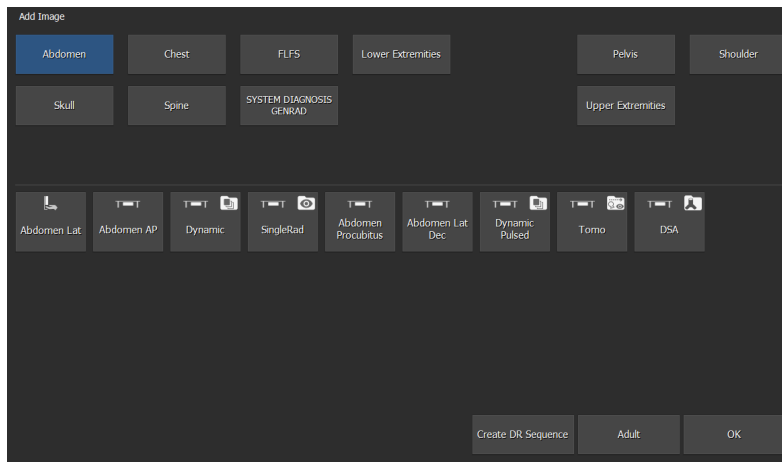 Add Image
Abdomen
Chest
FLFS
Lower Extremities
Pelvis
Shoulder
Skull
Spine
SYSTEM DIAGNOSIS
GENRAD
Upper Extremities
Abdomen Lat
Abdomen AP
Dynamic
SingleRad
Abdomen
Procubitus
Abdomen Lat
Dec
Dynamic
Pulsed
Tomo
DSA
Create DR Sequence
Adult
OK